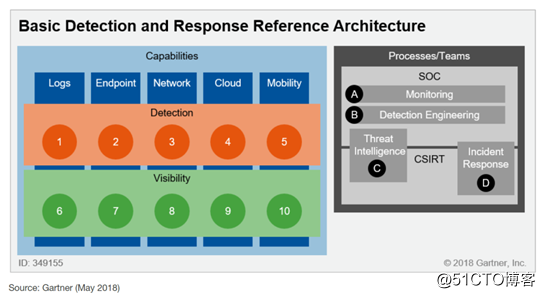 Basic Detection and Response Reference Architecture
Capabilities
Logs
Endpoint
Network
Cloud
Mobility
Detection
1
2
3
4
5
Visibility
6
7
8
9
10
Processes/Teams
SOC
A
Monitoring
B
Detection Engineering
Threat
Intelligence
C
CSIRT
Incident
Response
D
ID: 349155
© 2018 Gartner, Inc.
Source: Gartner (May 2018)
@51CTO博客